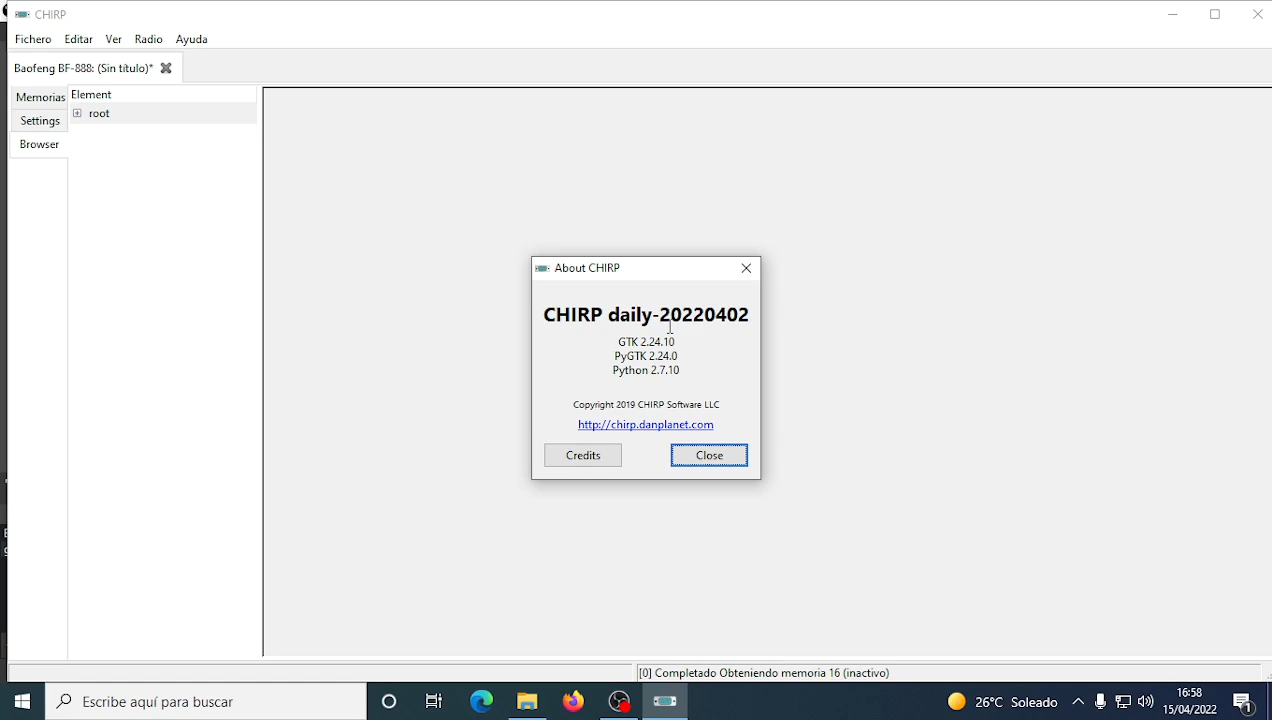 CHIRP
Fichero Editar Ver Radio Ayuda
Baofeng BF-888: (Sin título)*
Memorias
Settings
Browser
Element
root
About CHIRP
CHIRP daily-20220402
GTK 2.24.10
PyGTK 2.24.0
Python 2.7.10
Copyright 2019 CHIRP Software LLC
http://chirp.danplanet.com
Credits Close
[0] Completado Obteniendo memoria 16 (inactivo)
Escribe aquí para buscar
26°C Soleado
16:58
15/04/2022
1